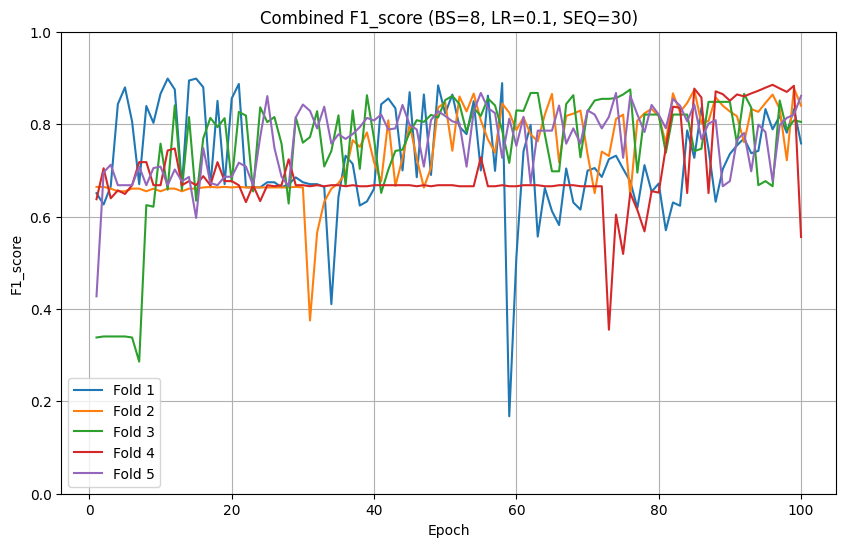 Combined F1_score (BS=8, LR=0.1, SEQ=30)
1.0
0.8
0.6
0.4
0.2
0.0
F1_score
Fold 1
Fold 2
Fold 3
Fold 4
Fold 5
0 20 40 60 80 100
Epoch